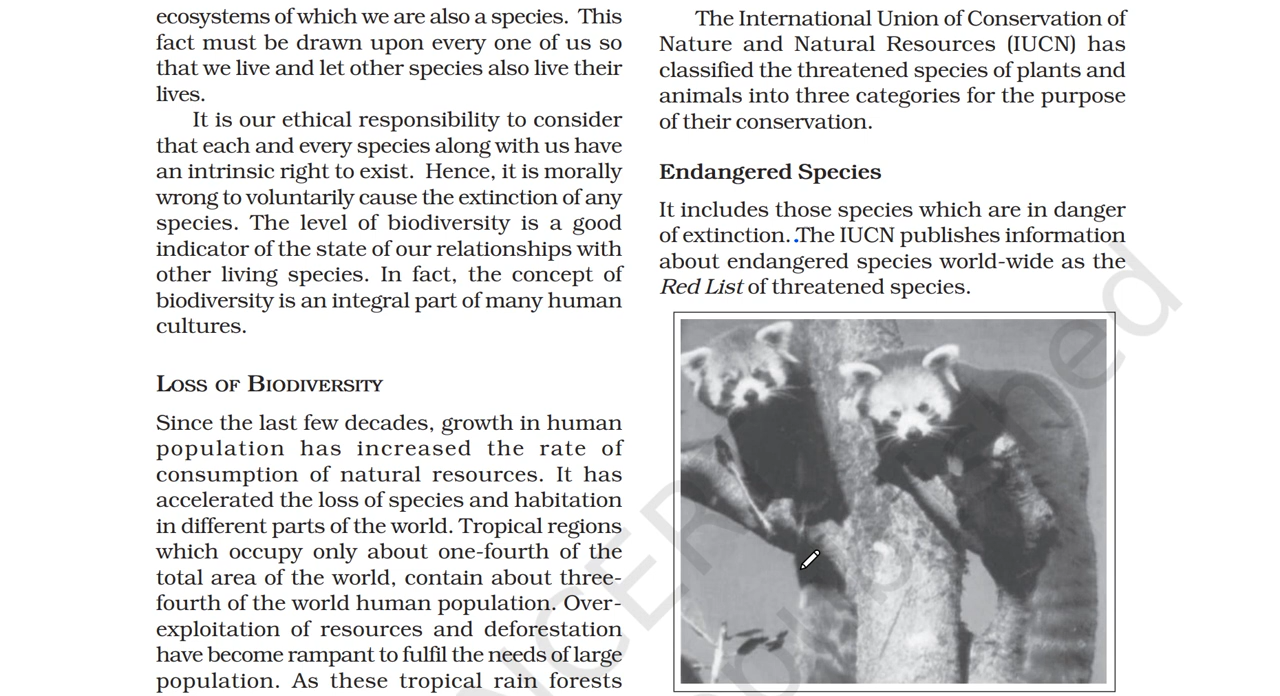 ecosystems of which we are also a species. This
fact must be drawn upon every one of us so
that we live and let other species also live their
lives.
It is our ethical responsibility to consider
that each and every species along with us have
an intrinsic right to exist. Hence, it is morally
wrong to voluntarily cause the extinction of any
species. The level of biodiversity is a good
indicator of the state of our relationships with
other living species. In fact, the concept of
biodiversity is an integral part of many human
cultures.
LOSS OF BIODIVERSITY
Since the last few decades, growth in human
population has increased the rate of
consumption of natural resources. It has
accelerated the loss of species and habitation
in different parts of the world. Tropical regions
which occupy only about one-fourth of the
total area of the world, contain about three-
fourth of the world human population. Over-
exploitation of resources and deforestation
have become rampant to fulfil the needs of large
population. As these tropical rain forests
The International Union of Conservation of
Nature and Natural Resources (IUCN) has
classified the threatened species of plants and
animals into three categories for the purpose
of their conservation.
Endangered Species
It includes those species which are in danger
of extinction. The IUCN publishes information
about endangered species world-wide as the
Red List of threatened species.